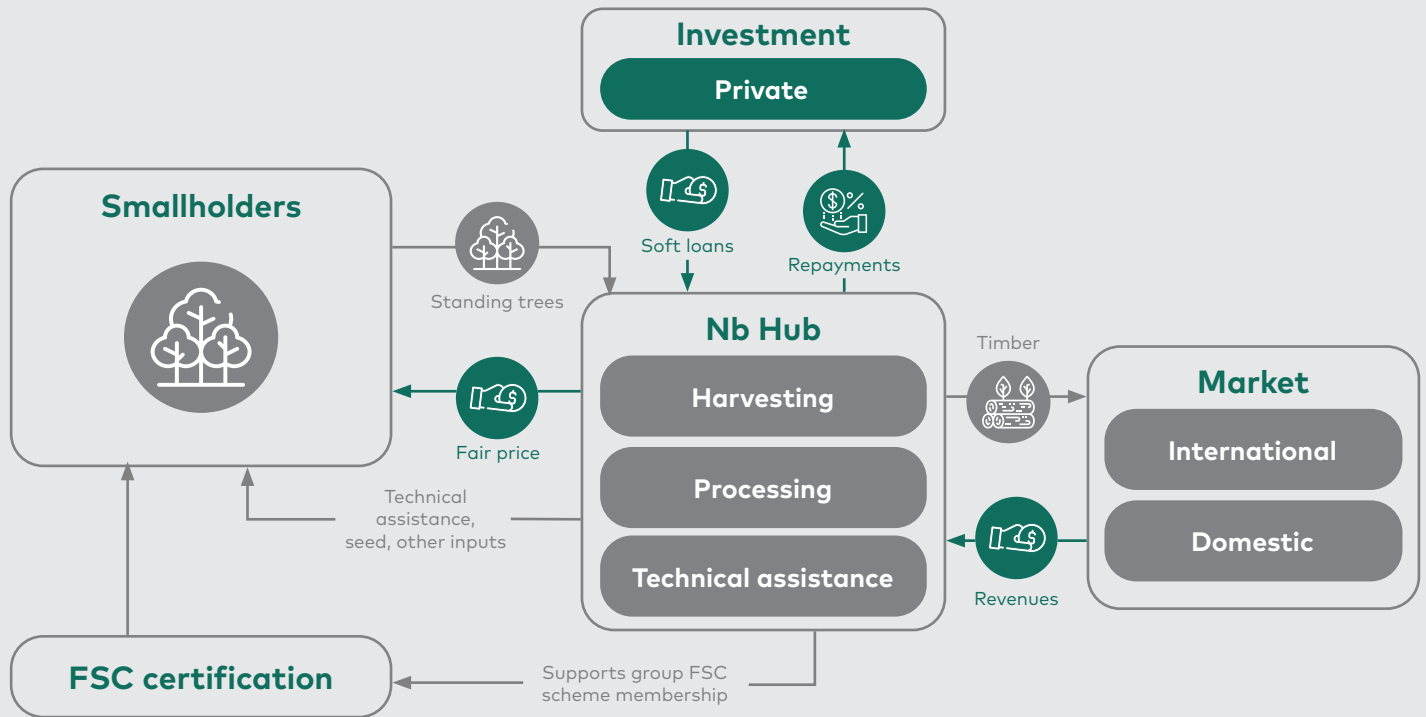 Investment
Private
Soft loans
Repayments
Smallholders
Standing trees
Fair price
Technical
assistance,
seed, other inputs
Nb Hub
Harvesting
Processing
Technical assistance
Timber
Market
International
Domestic
Revenues
FSC certification
Supports group FSC
scheme membership